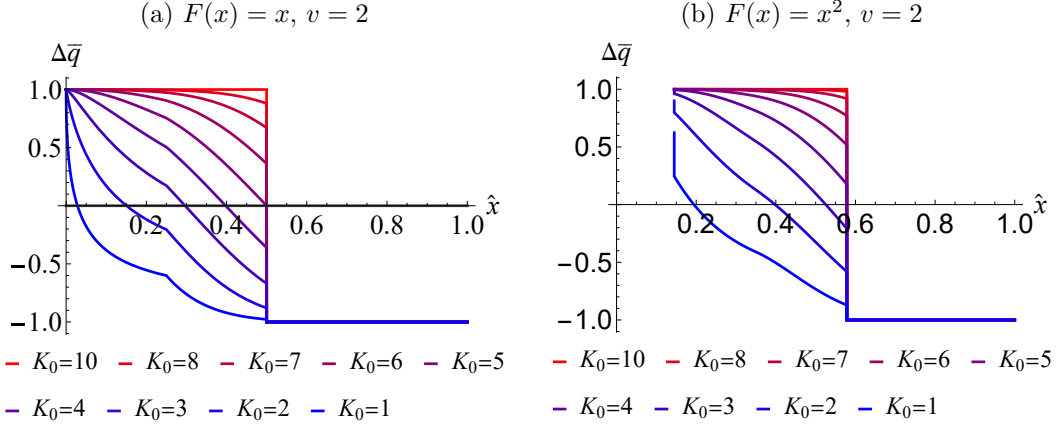 (a) F(x) = x, v = 2
Δq̅
1.0
0.5
0.2 0.4 0.6 0.8 1.0 x̂
−0.5
−1.0
K₀=10 K₀=8 K₀=7 K₀=6 K₀=5
K₀=4 K₀=3 K₀=2 K₀=1
(b) F(x) = x², v = 2
Δq̅
1.0
0.5
0.2 0.4 0.6 0.8 1.0 x̂
−0.5
−1.0
K₀=10 K₀=8 K₀=7 K₀=6 K₀=5
K₀=4 K₀=3 K₀=2 K₀=1